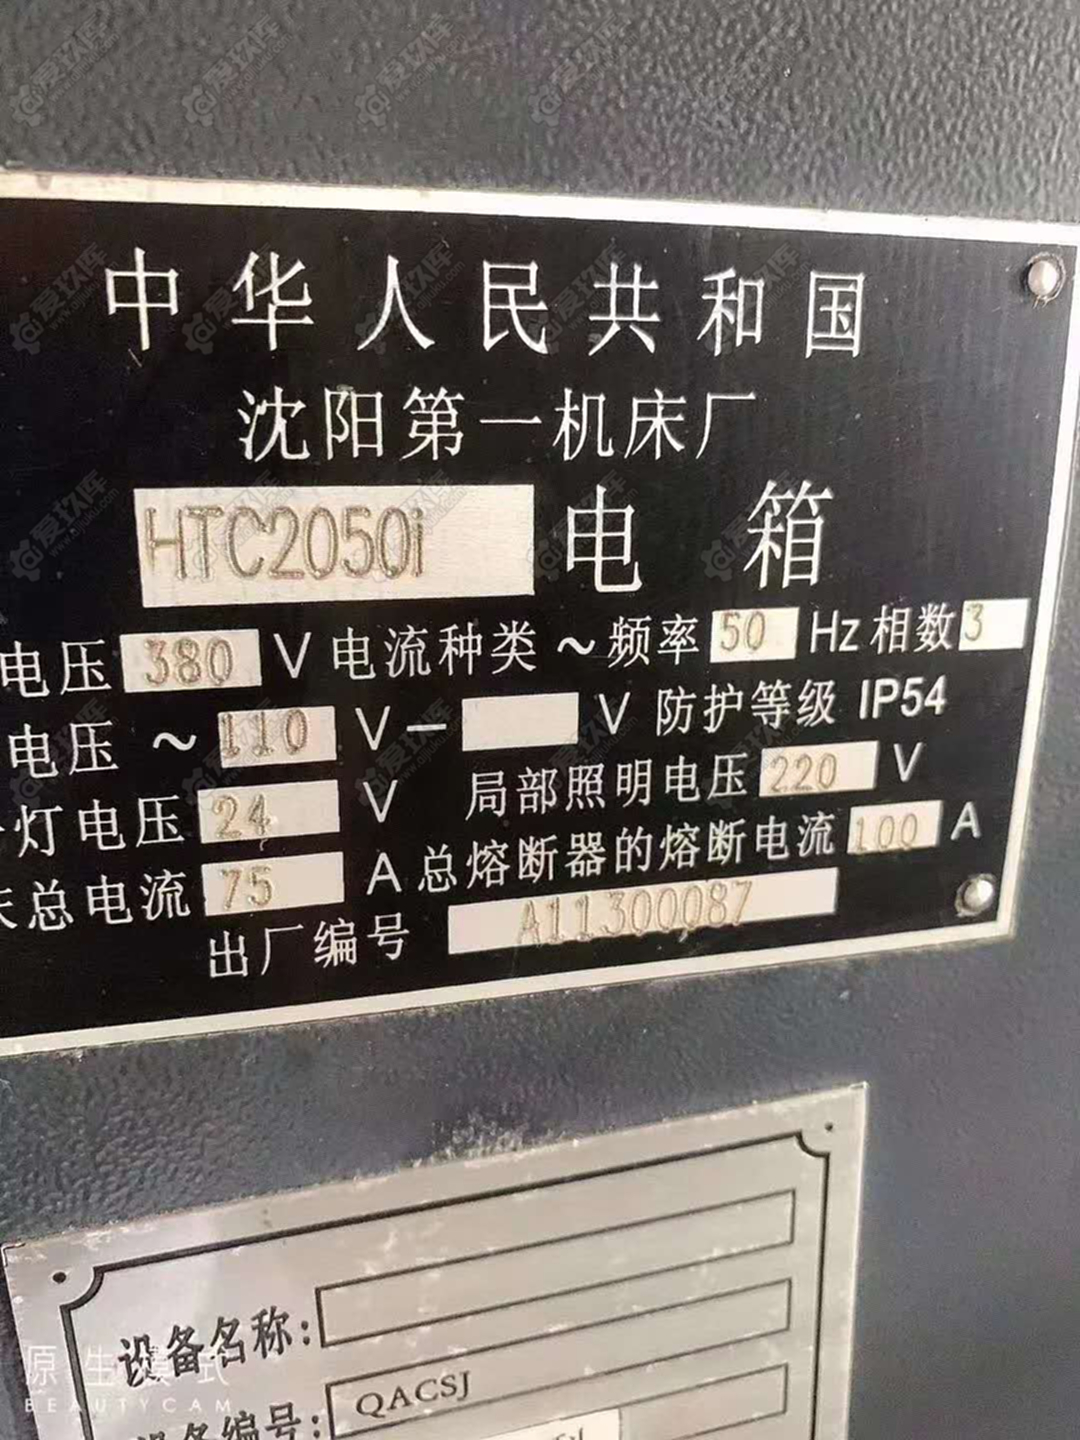 中华人民共和国
沈阳第一机床厂
HTC2050i 电箱
电压 380 V 电流种类 ~ 频率 50 Hz 相数 3
电压 ~ 110 V — V 防护等级 IP54
灯电压 24 V 局部照明电压 220 V
总电流 75 A 总熔断器的熔断电流 100 A
出厂编号 A11300087
设备名称:
设备编号: QACSJ
原生模式
BEAUTYCAM